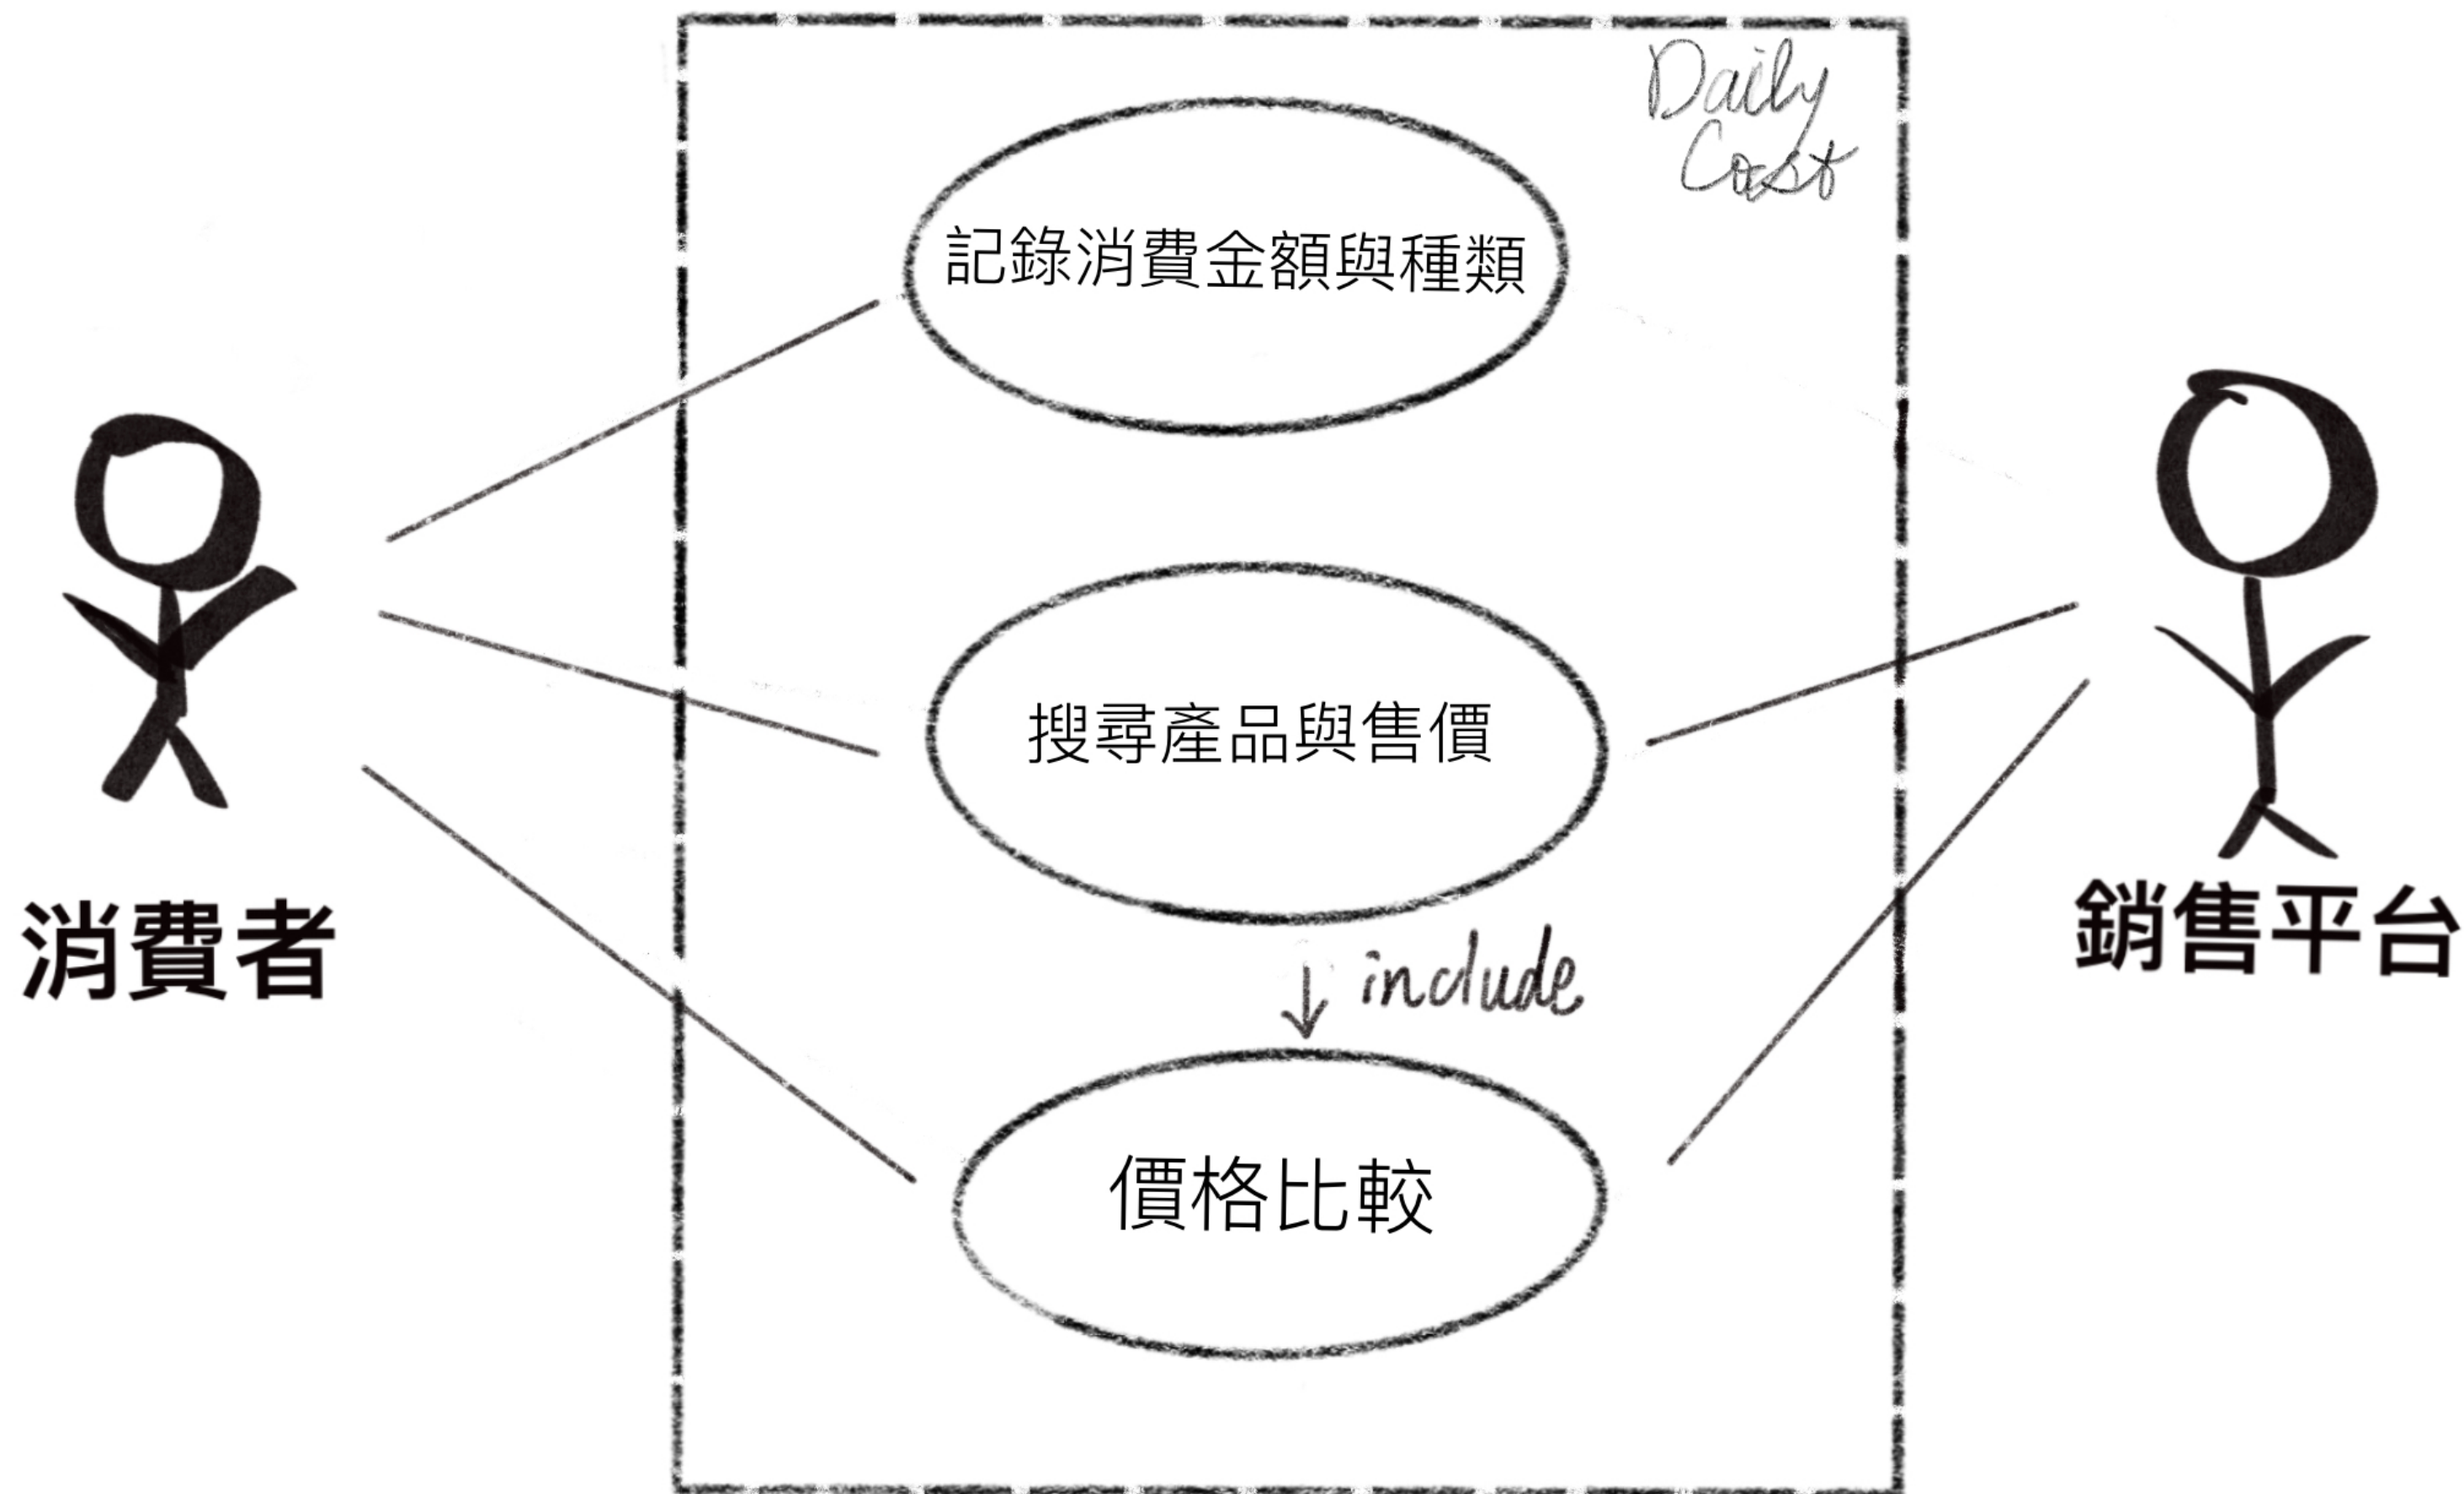 Daily
Cost
記錄消費金額與種類
搜尋產品與售價
消費者
銷售平台
include
價格比較